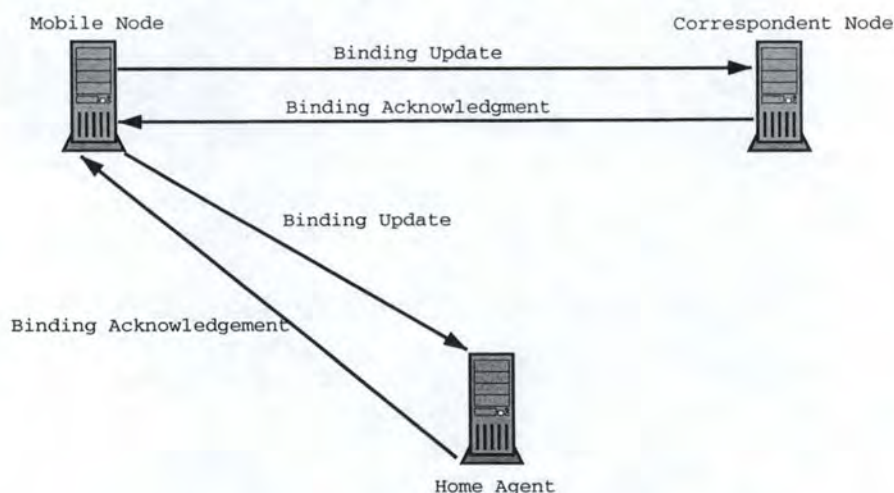 Mobile Node
Correspondent Node
Binding Update
Binding Acknowledgment
Binding Update
Binding Acknowledgement
Home Agent